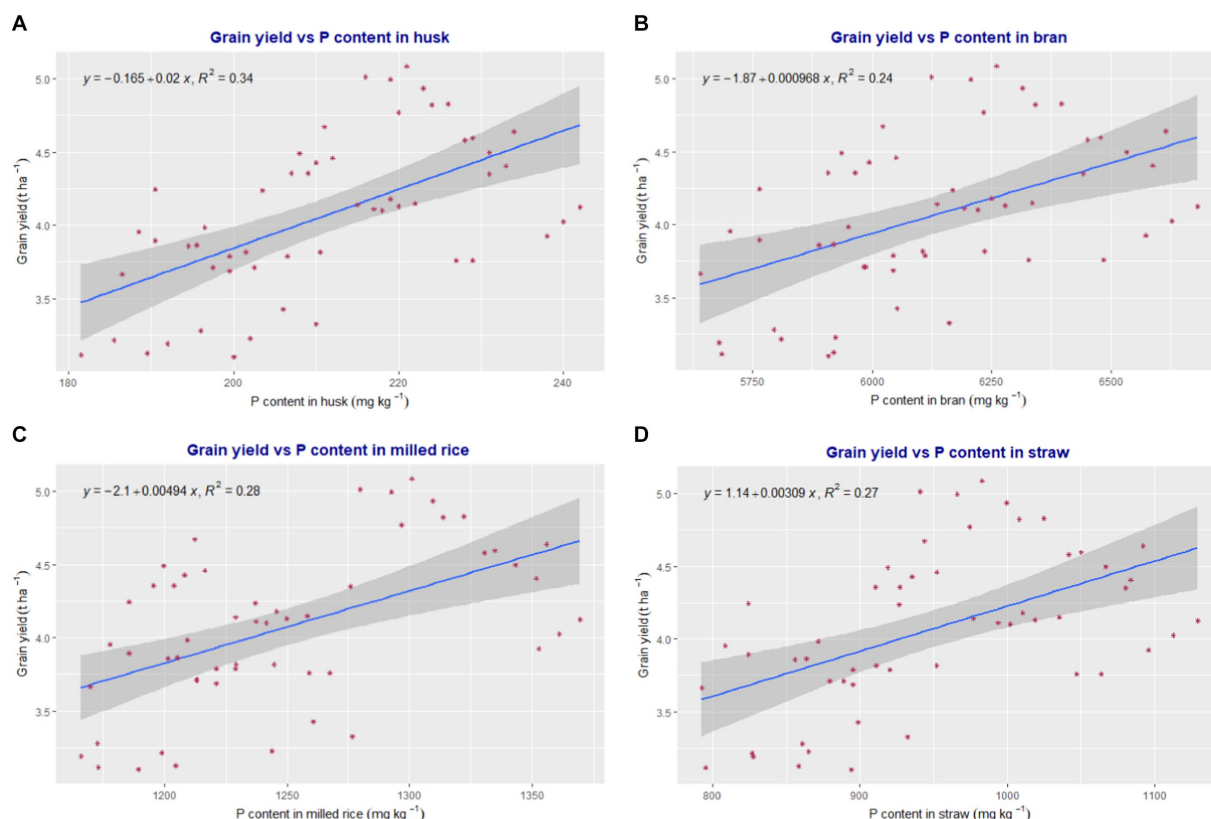 A
Grain yield vs P content in husk
y = −0.165+0.02 x, R² = 0.34
Grain yield (t ha⁻¹)
5.0
4.5
4.0
3.5
180 200 220 240
P content in husk (mg kg⁻¹)
B
Grain yield vs P content in bran
y = −1.87+0.000968 x, R² = 0.24
Grain yield (t ha⁻¹)
5.0
4.5
4.0
3.5
5750 6000 6250 6500
P content in bran (mg kg⁻¹)
C
Grain yield vs P content in milled rice
y = −2.1+0.00494 x, R² = 0.28
Grain yield (t ha⁻¹)
5.0
4.5
4.0
3.5
1200 1250 1300 1350
P content in milled rice (mg kg⁻¹)
D
Grain yield vs P content in straw
y = 1.14+0.00309 x, R² = 0.27
Grain yield (t ha⁻¹)
5.0
4.5
4.0
3.5
800 900 1000 1100
P content in straw (mg kg⁻¹)